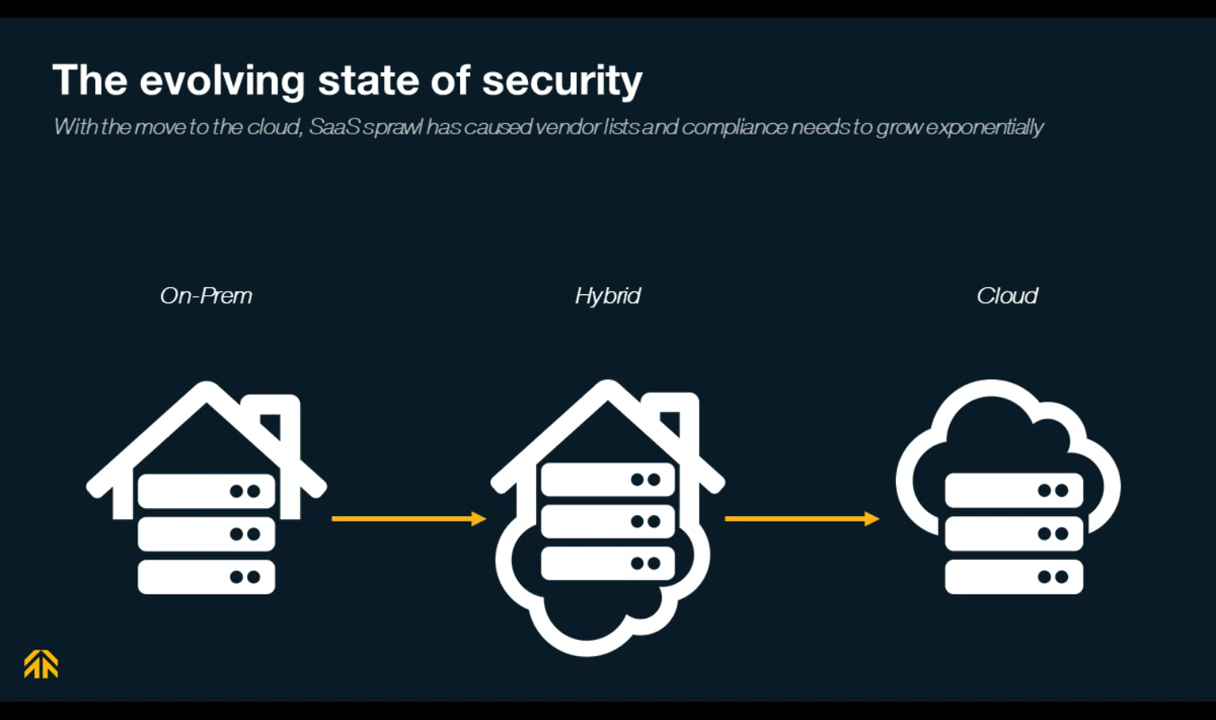 The evolving state of security
With the move to the cloud, SaaS sprawl has caused vendor lists and compliance needs to grow exponentially
On-Prem
Hybrid
Cloud